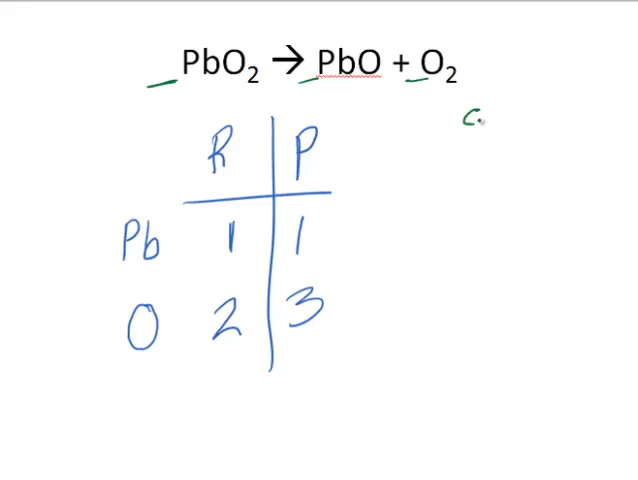 PbO₂ → PbO + O₂
R P
Pb 1 1
O 2 3